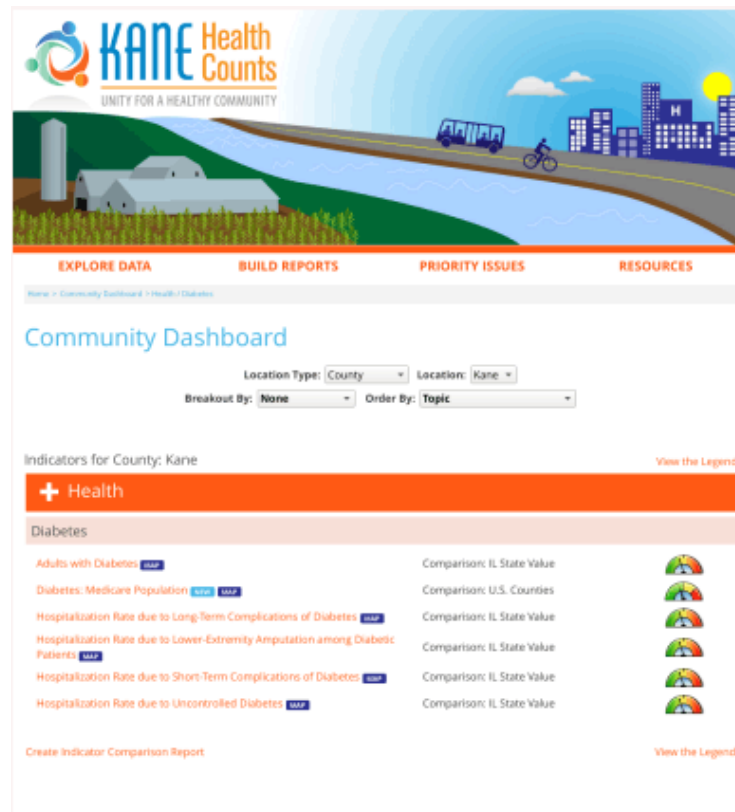 KANE Health
Counts
UNITY FOR A HEALTHY COMMUNITY
H
EXPLORE DATA BUILD REPORTS PRIORITY ISSUES RESOURCES
Home > Community Dashboard > Health / Diabetes
Community Dashboard
Location Type: County Location: Kane
Breakout By: None Order By: Topic
Indicators for County: Kane View the Legend
Health
Diabetes
Adults with Diabetes MAP Comparison: IL State Value
Diabetes: Medicare Population NEW MAP Comparison: U.S. Counties
Hospitalization Rate due to Long-Term Complications of Diabetes MAP Comparison: IL State Value
Hospitalization Rate due to Lower-Extremity Amputation among Diabetic
Patients MAP Comparison: IL State Value
Hospitalization Rate due to Short-Term Complications of Diabetes MAP Comparison: IL State Value
Hospitalization Rate due to Uncontrolled Diabetes MAP Comparison: IL State Value
Create Indicator Comparison Report View the Legend